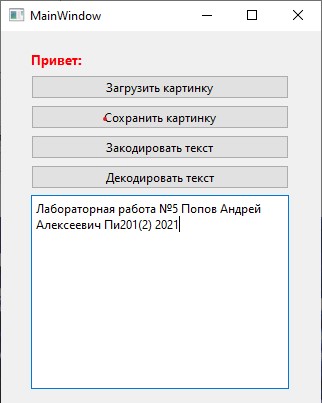 MainWindow
Привет:
Загрузить картинку
Сохранить картинку
Закодировать текст
Декодировать текст
Лабораторная работа №5 Попов Андрей
Алексеевич Пи201(2) 2021